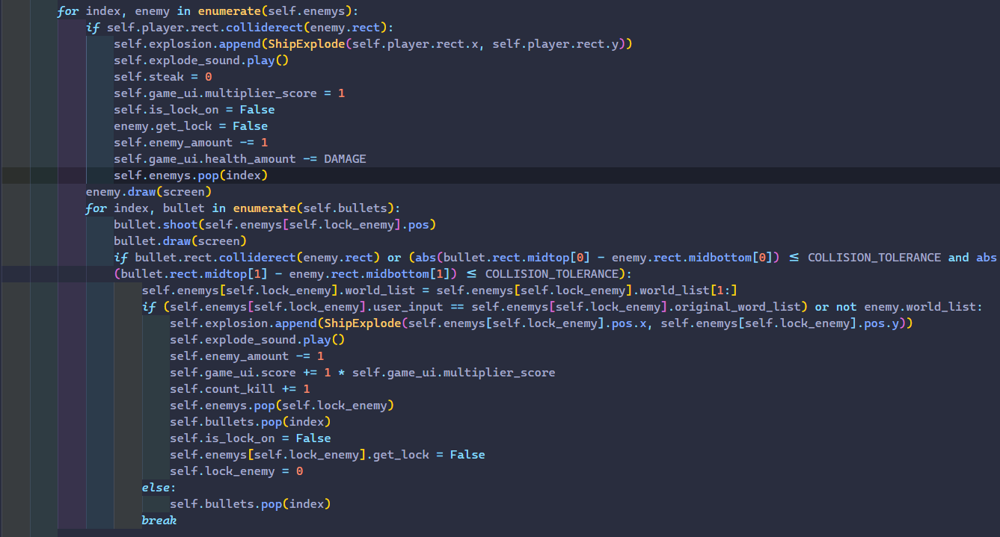 for index, enemy in enumerate(self.enemys):
if self.player.rect.colliderect(enemy.rect):
self.explosion.append(ShipExplode(self.player.rect.x, self.player.rect.y))
self.explode_sound.play()
self.steak = 0
self.game_ui.multiplier_score = 1
self.is_lock_on = False
enemy.get_lock = False
self.enemy_amount -= 1
self.game_ui.health_amount -= DAMAGE
self.enemys.pop(index)
enemy.draw(screen)
for index, bullet in enumerate(self.bullets):
bullet.shoot(self.enemys[self.lock_enemy].pos)
bullet.draw(screen)
if bullet.rect.colliderect(enemy.rect) or (abs(bullet.rect.midtop[0] - enemy.rect.midbottom[0]) ≤ COLLISION_TOLERANCE and abs
(bullet.rect.midtop[1] - enemy.rect.midbottom[1]) ≤ COLLISION_TOLERANCE):
self.enemys[self.lock_enemy].world_list = self.enemys[self.lock_enemy].world_list[1:]
if (self.enemys[self.lock_enemy].user_input == self.enemys[self.lock_enemy].original_word_list) or not enemy.world_list:
self.explosion.append(ShipExplode(self.enemys[self.lock_enemy].pos.x, self.enemys[self.lock_enemy].pos.y))
self.explode_sound.play()
self.enemy_amount -= 1
self.game_ui.score += 1 * self.game_ui.multiplier_score
self.count_kill += 1
self.enemys.pop(self.lock_enemy)
self.bullets.pop(index)
self.is_lock_on = False
self.enemys[self.lock_enemy].get_lock = False
self.lock_enemy = 0
else:
self.bullets.pop(index)
break